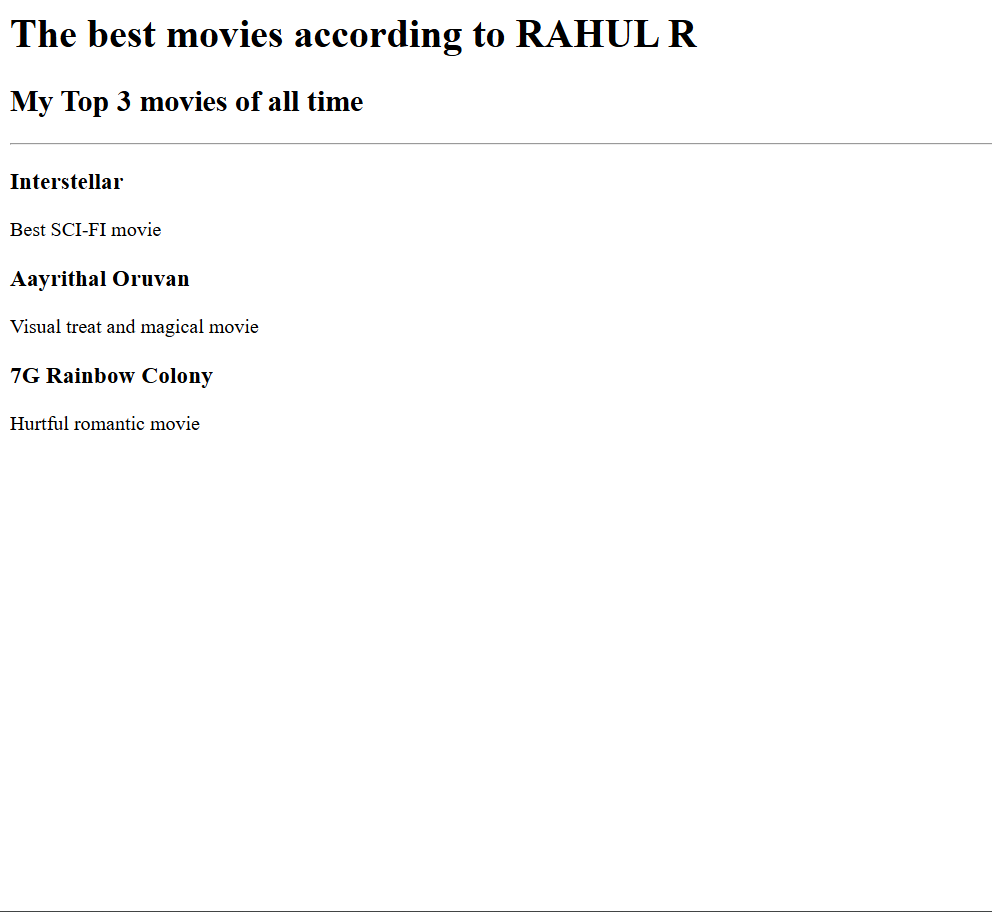 The best movies according to RAHUL R
My Top 3 movies of all time
Interstellar
Best SCI-FI movie
Aayrithal Oruvan
Visual treat and magical movie
7G Rainbow Colony
Hurtful romantic movie